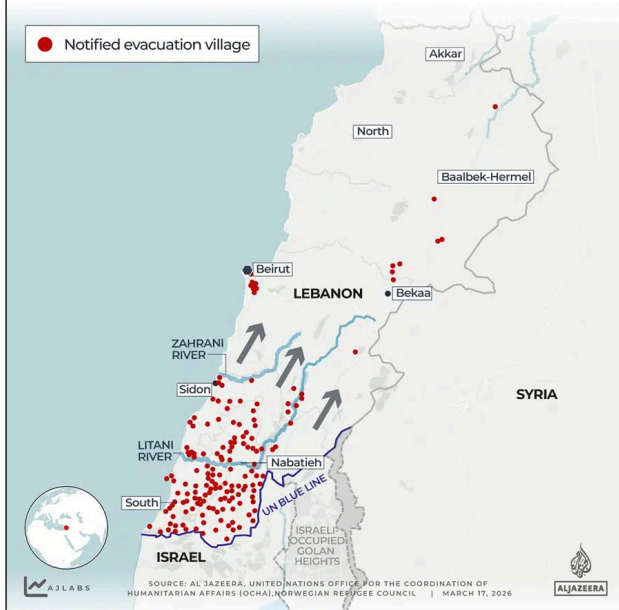 Notified evacuation village
Akkar
North
Baalbek-Hermel
Beirut
LEBANON
Bekaa
ZAHRANI
RIVER
Sidon
SYRIA
LITANI
RIVER
Nabatieh
South
UN BLUE LINE
ISRAEL
ISRAELI-
OCCUPIED
GOLAN
HEIGHTS
AJLABS
SOURCE: AL JAZEERA, UNITED NATIONS OFFICE FOR THE COORDINATION OF
HUMANITARIAN AFFAIRS (OCHA),NORWEGIAN REFUGEE COUNCIL | MARCH 17, 2026
ALJAZEERA